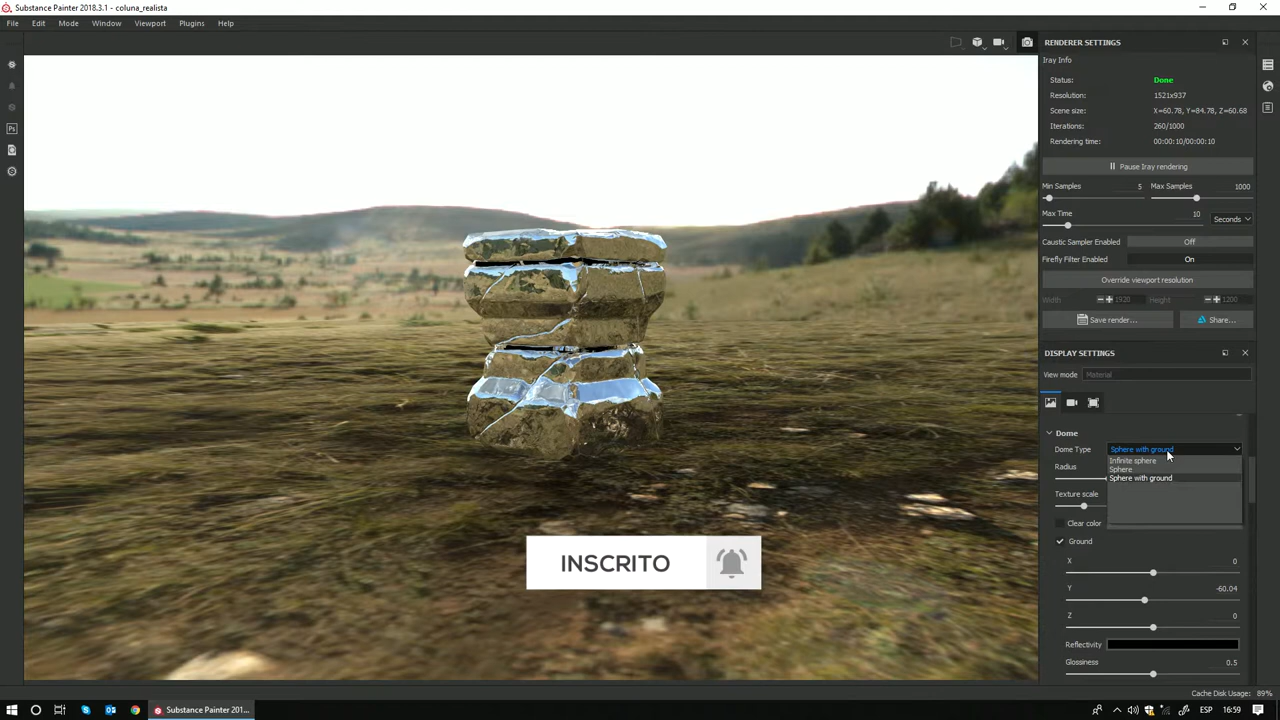 Substance Painter 2018.3.1 - coluna_realista
File Edit Mode Window Viewport Plugins Help
RENDERER SETTINGS
Iray Info
Status: Done
Resolution: 1521x937
Scene size: X=60.78, Y=84.78, Z=60.68
Iterations: 260/1000
Rendering time: 00:00:10/00:00:10
Pause Iray rendering
Min Samples 5 Max Samples 1000
Max Time 10 Seconds
Caustic Sampler Enabled Off
Firefly Filter Enabled On
Override viewport resolution
Width 1920 Height 1200
Save render... Share...
DISPLAY SETTINGS
View mode Material
Dome
Dome Type Sphere with ground
Infinite sphere
Radius Sphere
Sphere with ground
Texture scale
Clear color
Ground
X 0
Y -60.04
Z 0
Reflectivity
Glossiness 0.5
INSCRITO
Cache Disk Usage: 89%
Ps
Substance Painter 201...
ESP 16:59